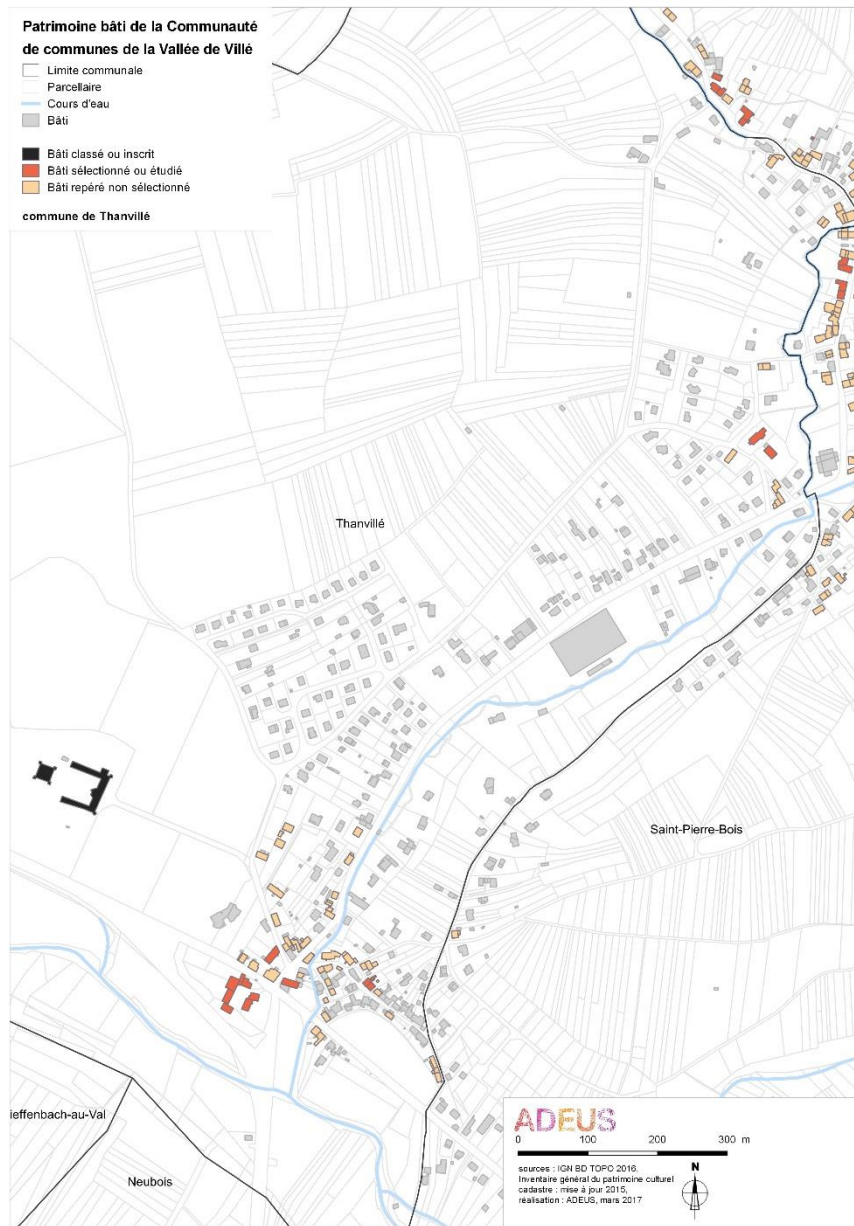 Patrimoine bâti de la Communauté
de communes de la Vallée de Villé
Limite communale
Parcellaire
Cours d'eau
Bâti
Bâti classé ou inscrit
Bâti sélectionné ou étudié
Bâti repéré non sélectionné
commune de Thanvillé
Thanvillé
Saint-Pierre-Bois
ieffenbach-au-Val
Neubois
ADEUS
0 100 200 300 m
sources : IGN BD TOPO 2016.
Inventaire général du patrimoine culturel
cadastre : mise à jour 2015,
réalisation : ADEUS, mars 2017
N